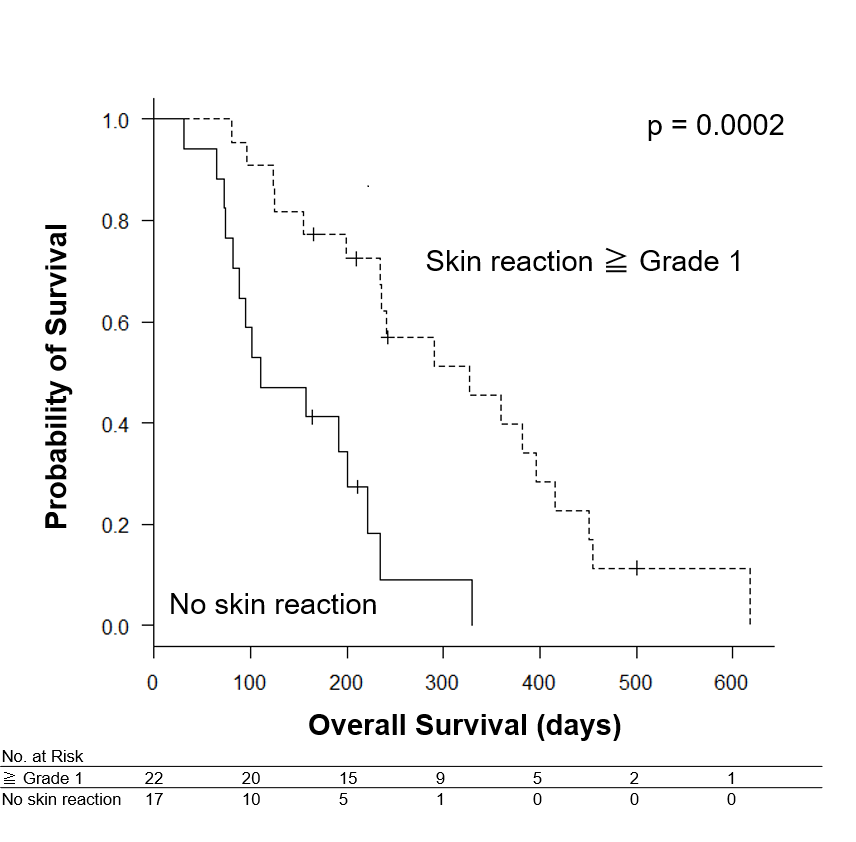 p = 0.0002
Skin reaction ≧ Grade 1
No skin reaction
Probability of Survival
1.0
0.8
0.6
0.4
0.2
0.0
0 100 200 300 400 500 600
Overall Survival (days)
No. at Risk
≧ Grade 1 22 20 15 9 5 2 1
No skin reaction 17 10 5 1 0 0 0